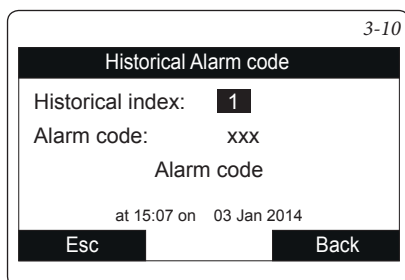 3-10
Historical Alarm code
Historical index: 1
Alarm code: xxx
Alarm code
at 15:07 on 03 Jan 2014
Esc Back